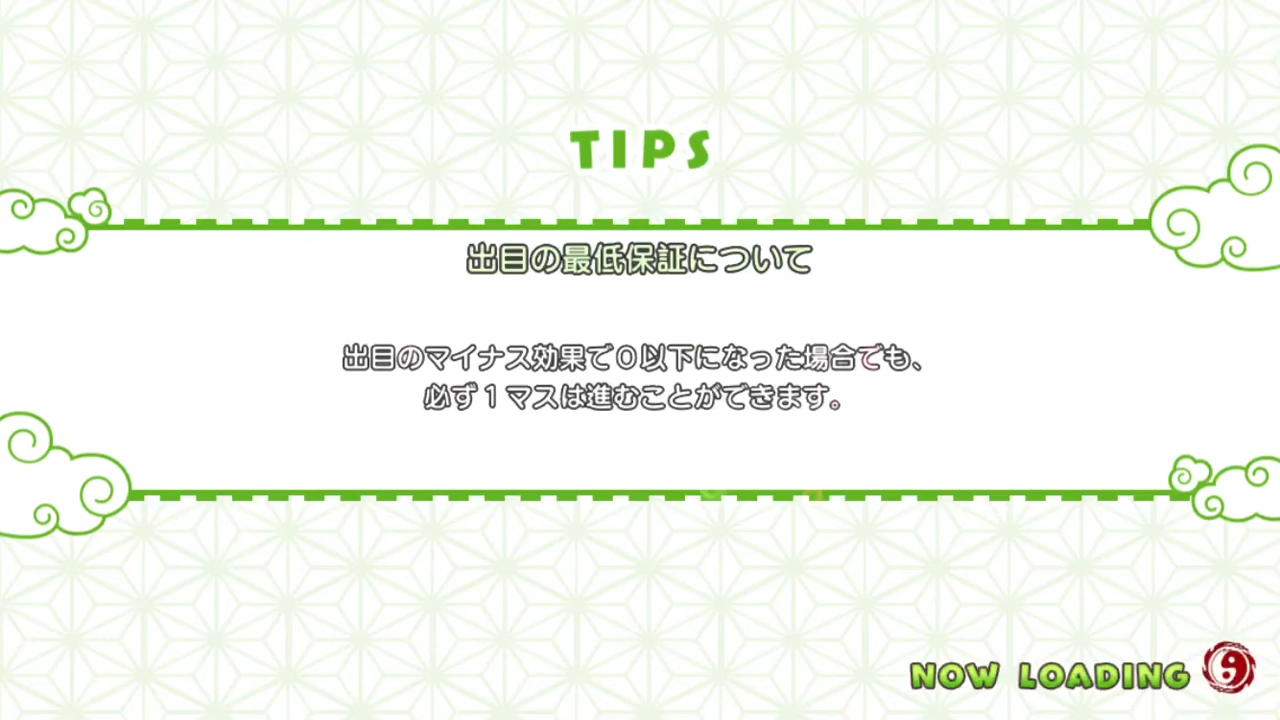 TIPS
出目の最低保証について
出目のマイナス効果で０以下になった場合でも、
必ず１マスは進むことができます。
NOW LOADING